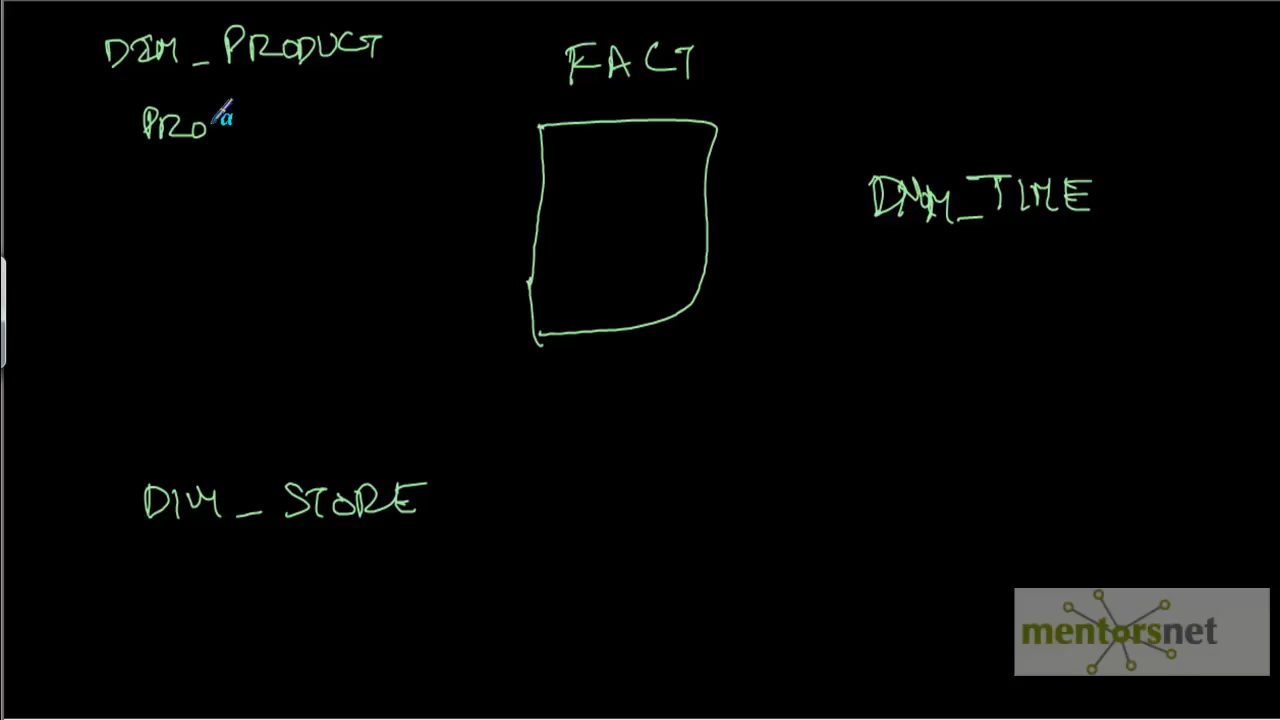 DIM_PRODUCT
PRO
FACT
DIM_TIME
DIM_STORE
mentorsnet